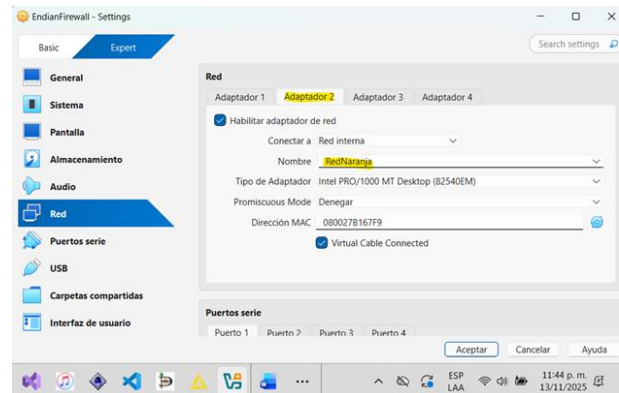 EndianFirewall - Settings
Basic Expert Search settings
General
Sistema
Pantalla
Almacenamiento
Audio
Red
Puertos serie
USB
Carpetas compartidas
Interfaz de usuario
Red
Adaptador 1 Adaptador 2 Adaptador 3 Adaptador 4
Habilitar adaptador de red
Conectar a Red interna
Nombre RedNaranja
Tipo de Adaptador Intel PRO/1000 MT Desktop (82540EM)
Promiscuous Mode Denegar
Dirección MAC 080027B167F9
Virtual Cable Connected
Puertos serie
Puerto 1 Puerto 2 Puerto 3 Puerto 4
Aceptar Cancelar Ayuda
ESP
LAA
11:44 p. m.
13/11/2025